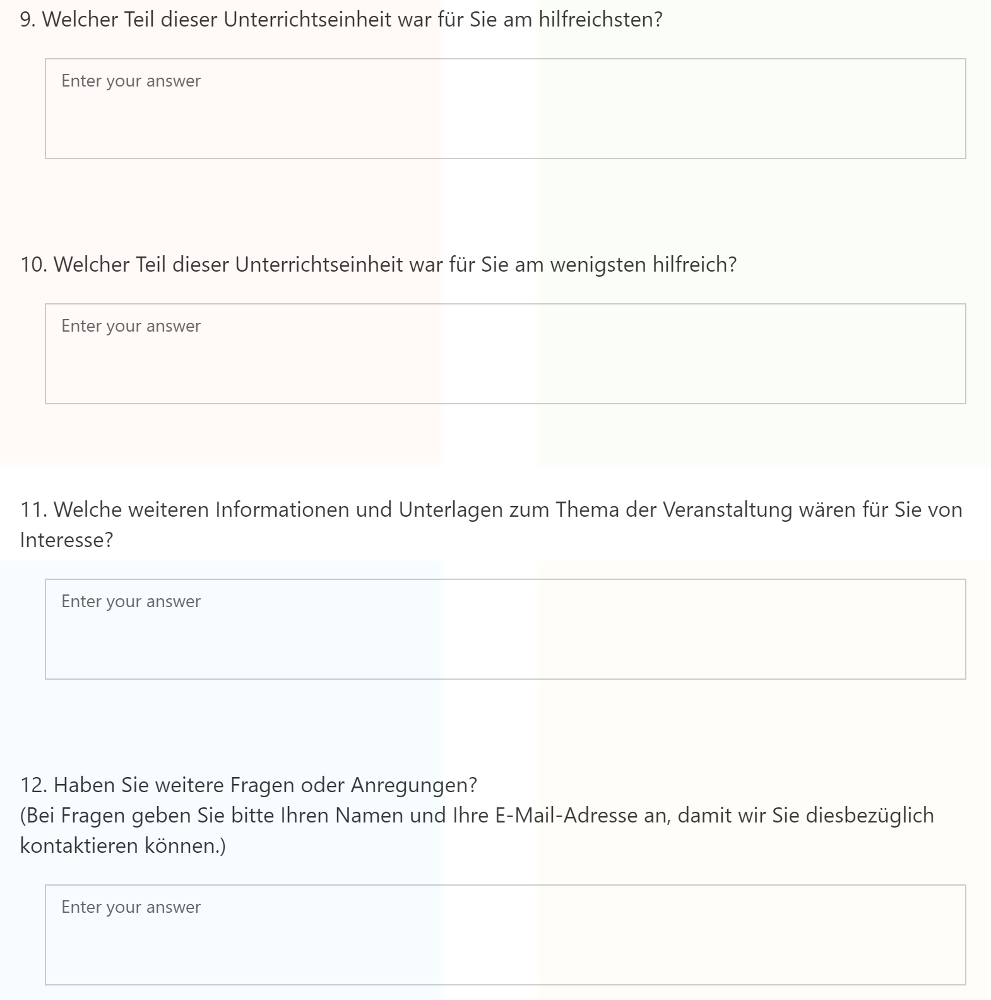 9. Welcher Teil dieser Unterrichtseinheit war für Sie am hilfreichsten?
Enter your answer
10. Welcher Teil dieser Unterrichtseinheit war für Sie am wenigsten hilfreich?
Enter your answer
11. Welche weiteren Informationen und Unterlagen zum Thema der Veranstaltung wären für Sie von
Interesse?
Enter your answer
12. Haben Sie weitere Fragen oder Anregungen?
(Bei Fragen geben Sie bitte Ihren Namen und Ihre E-Mail-Adresse an, damit wir Sie diesbezüglich
kontaktieren können.)
Enter your answer